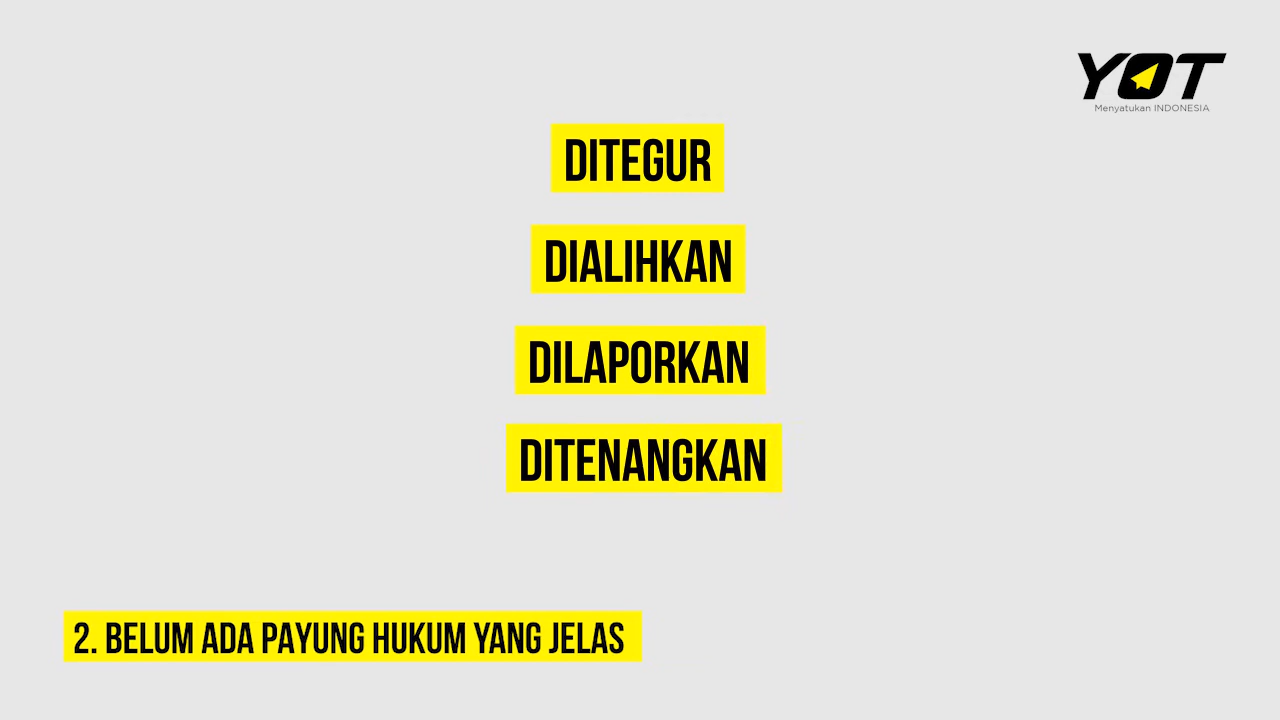 YOT
Menyatukan INDONESIA
DITEGUR
DIALIHKAN
DILAPORKAN
DITENANGKAN
2. BELUM ADA PAYUNG HUKUM YANG JELAS